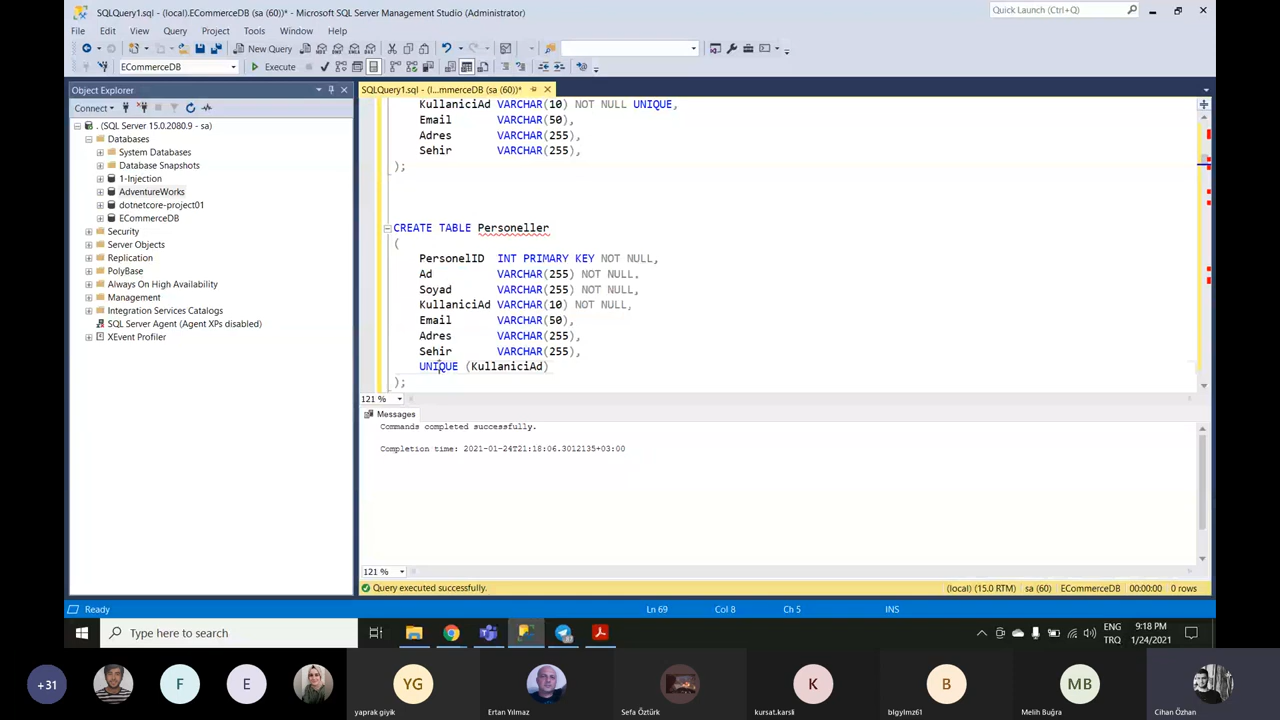 SQLQuery1.sql - (local).ECommerceDB (sa (60))* - Microsoft SQL Server Management Studio (Administrator)
Quick Launch (Ctrl+Q)
File Edit View Query Project Tools Window Help
New Query
ECommerceDB
Execute
Object Explorer
Connect
. (SQL Server 15.0.2080.9 - sa)
Databases
System Databases
Database Snapshots
1-Injection
AdventureWorks
dotnetcore-project01
ECommerceDB
Security
Server Objects
Replication
PolyBase
Always On High Availability
Management
Integration Services Catalogs
SQL Server Agent (Agent XPs disabled)
XEvent Profiler
SQLQuery1.sql - (l...mmerceDB (sa (60))*
KullaniciAd VARCHAR(10) NOT NULL UNIQUE,
Email VARCHAR(50),
Adres VARCHAR(255),
Sehir VARCHAR(255),
);
CREATE TABLE Personeller
(
PersonelID INT PRIMARY KEY NOT NULL,
Ad VARCHAR(255) NOT NULL,
Soyad VARCHAR(255) NOT NULL,
KullaniciAd VARCHAR(10) NOT NULL,
Email VARCHAR(50),
Adres VARCHAR(255),
Sehir VARCHAR(255),
UNIQUE (KullaniciAd)
);
121 %
Messages
Commands completed successfully.
Completion time: 2021-01-24T21:18:06.3012135+03:00
121 %
Query executed successfully.
(local) (15.0 RTM) sa (60) ECommerceDB 00:00:00 0 rows
Ready
Ln 69 Col 8 Ch 5 INS
Type here to search
ENG
TRQ
9:18 PM
1/24/2021
+31
F
E
YG
K
B
MB
yaprak giyik
Ertan Yılmaz
Sefa Öztürk
kursat.karsli
blgylmz61
Melih Buğra
Cihan Özhan